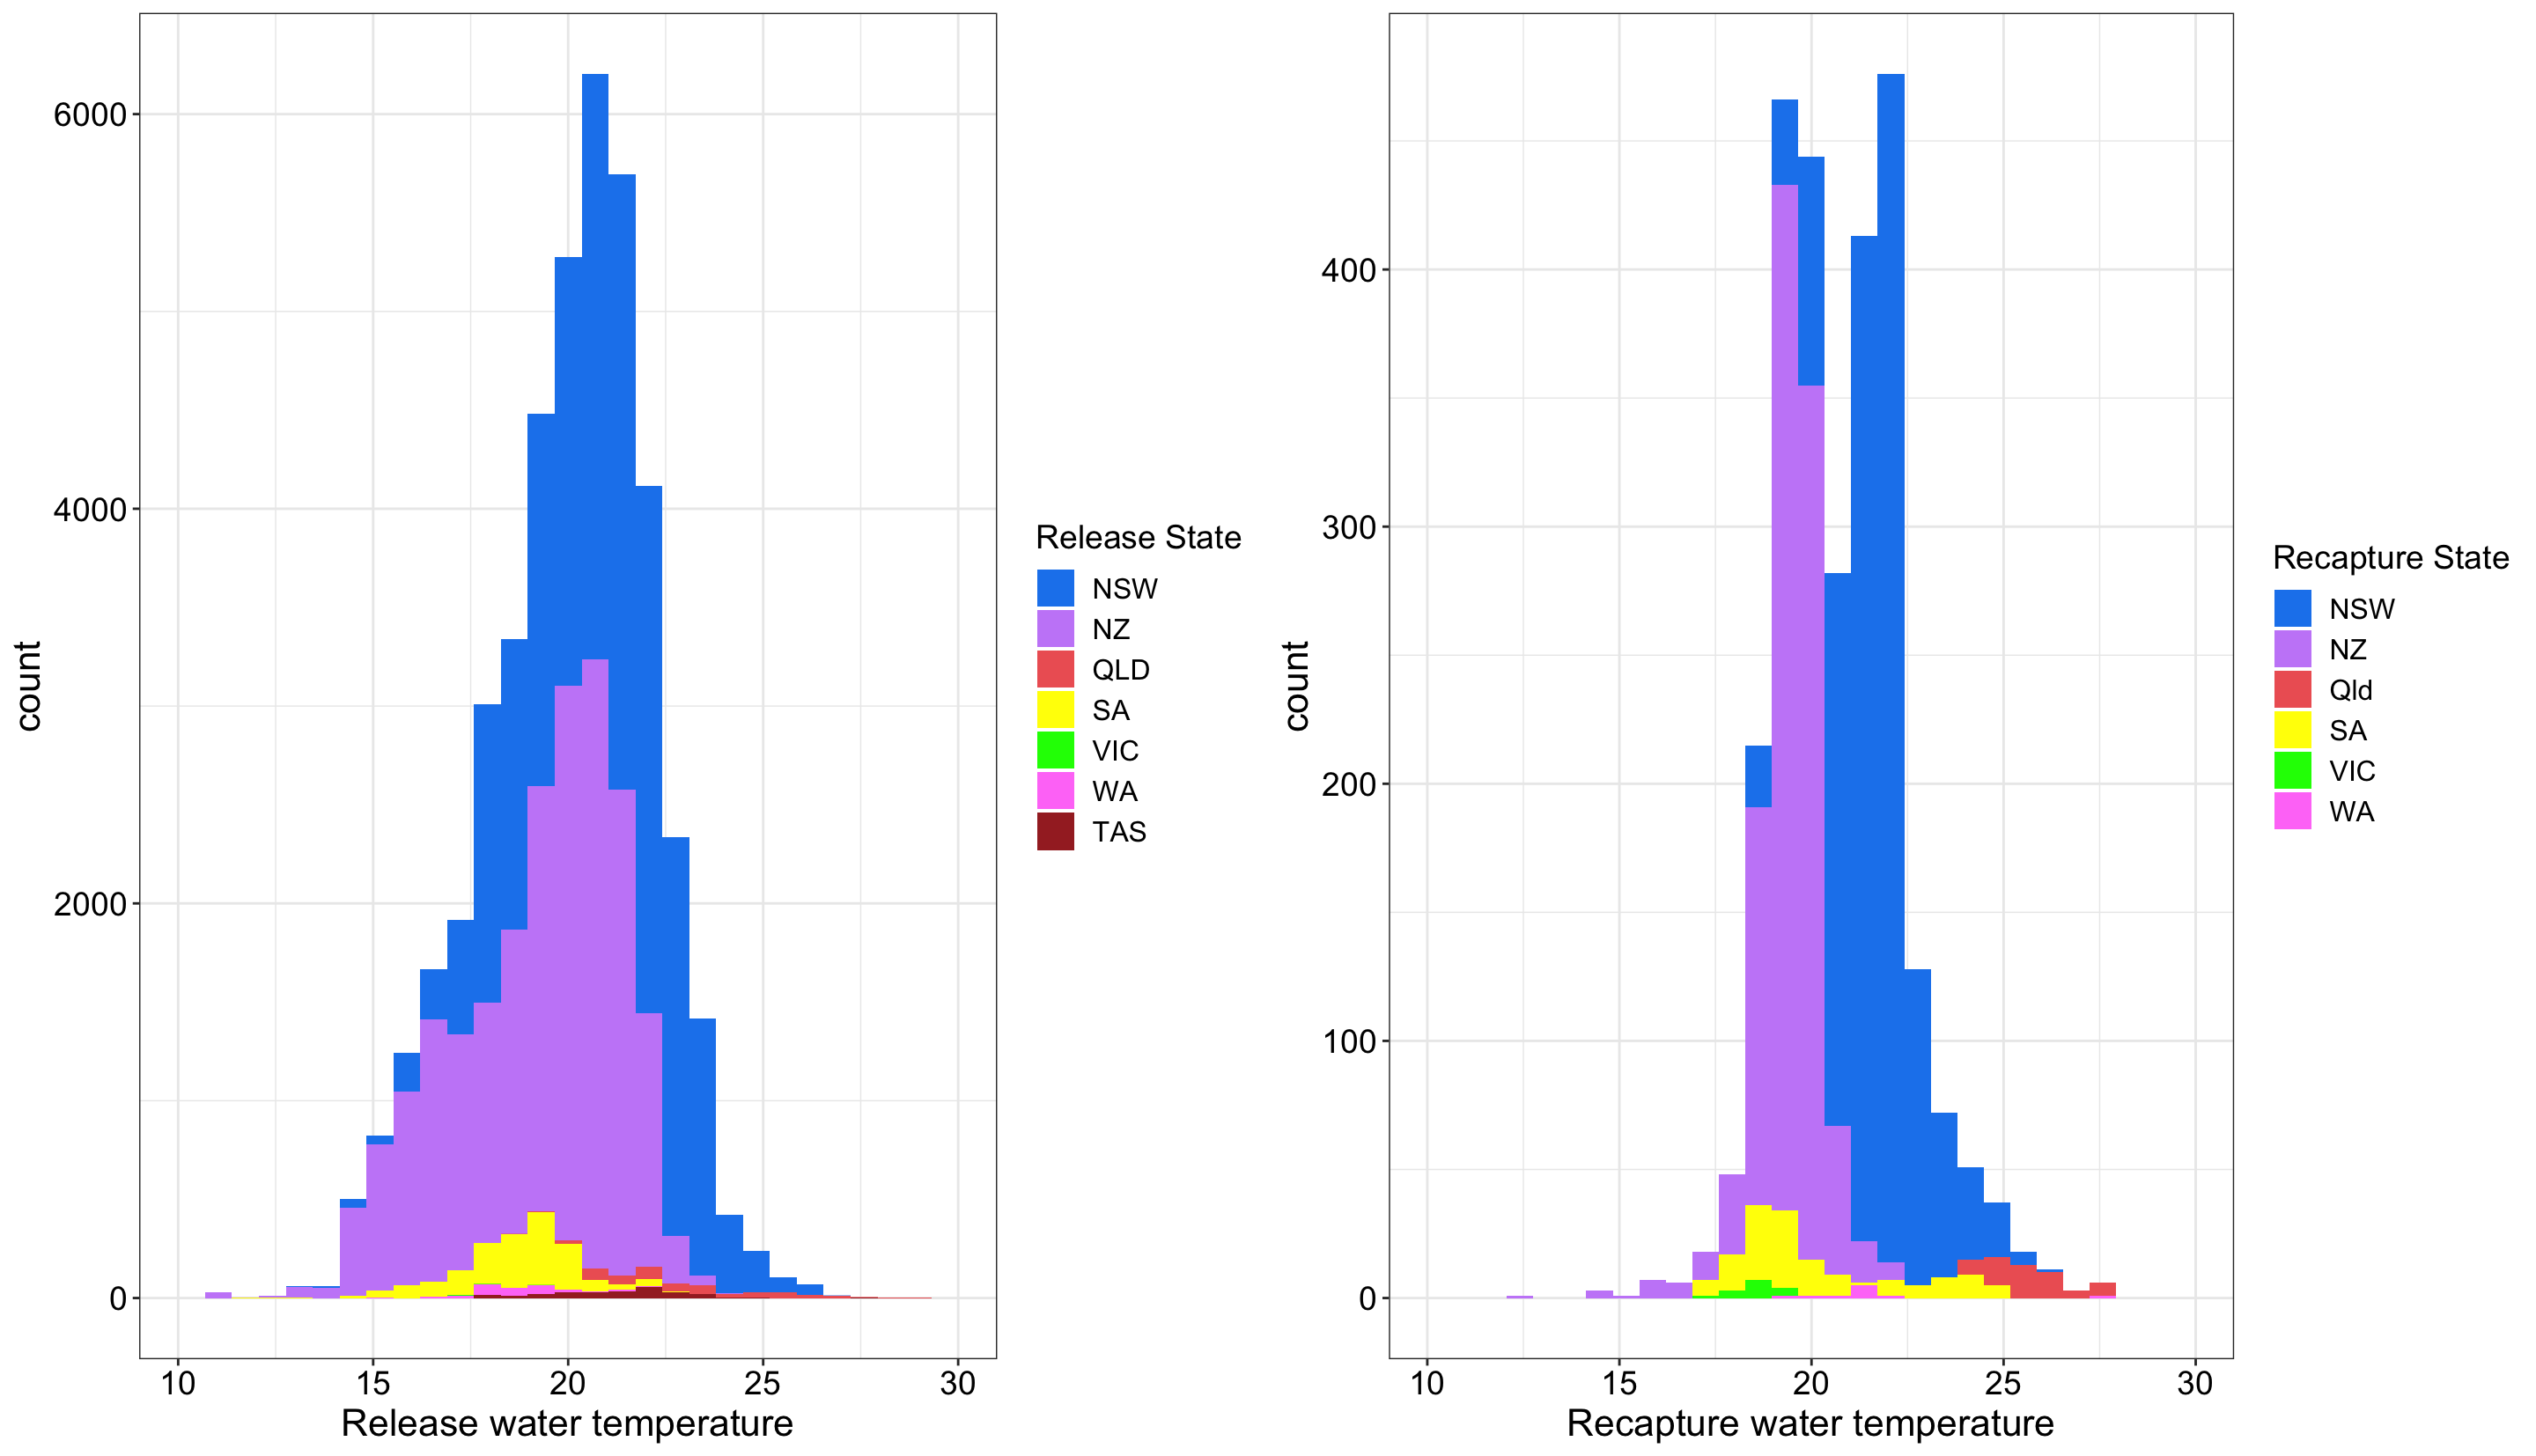 6000
4000
2000
0
count
10 15 20 25 30
Release water temperature
Release State
NSW
NZ
QLD
SA
VIC
WA
TAS
400
300
200
100
0
count
10 15 20 25 30
Recapture water temperature
Recapture State
NSW
NZ
Qld
SA
VIC
WA